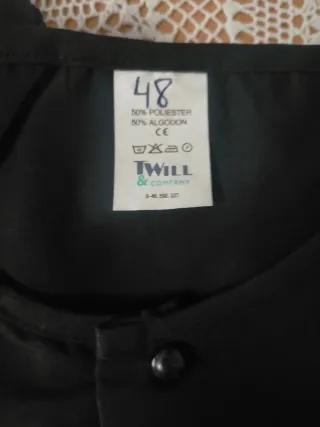 48
50% POLIESTER
50% ALGODON
CE
TWILL
& COMPANY